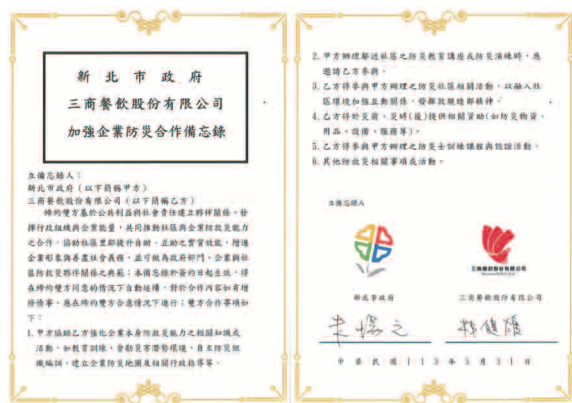 新北市政府
三商餐飲股份有限公司
加強企業防災合作備忘錄
立備忘錄人：
新北市政府（以下簡稱甲方）
三商餐飲股份有限公司（以下簡稱乙方）
締約雙方基於公共利益與社會責任建立夥伴關係，發
揮行政組織與企業能量，共同推動社區與企業防救災能力
之合作，協助社區里鄰提升自助、互助之實質效能，增進
企業形象與善盡社會義務，並可做為政府部門、企業與社
區防救災夥伴關係之典範；本備忘錄於簽約日起生效，得
在締約雙方同意的情況下自動延續，對於合作內容如有增
修情事，應在締約雙方合意情況下進行；雙方合作事項如
下：
1. 甲方協助乙方強化企業本身防救災能力之相關知識或
活動，如教育訓練、會勘災害潛勢環境、自主防災組
織編訓、建立企業防災地圖及相關行政指導等。
2. 甲方辦理鄰近社區之防災教育講座或防災演練時，應
邀請乙方參與。
3. 乙方得參與甲方辦理之防災社區相關活動，以融入社
區環境加強互動關係，發揮敦親睦鄰精神。
4. 乙方得於災前、災時(後)提供相關資助(如防災物資、
用品、設備、服務等)。
5. 乙方得參與甲方辦理之防災士訓練課程與認證活動。
6. 其他防救災相關事項或活動。
立備忘錄人
三商餐飲股份有限公司
新北市政府
三商餐飲股份有限公司
中華民國113年5月31日